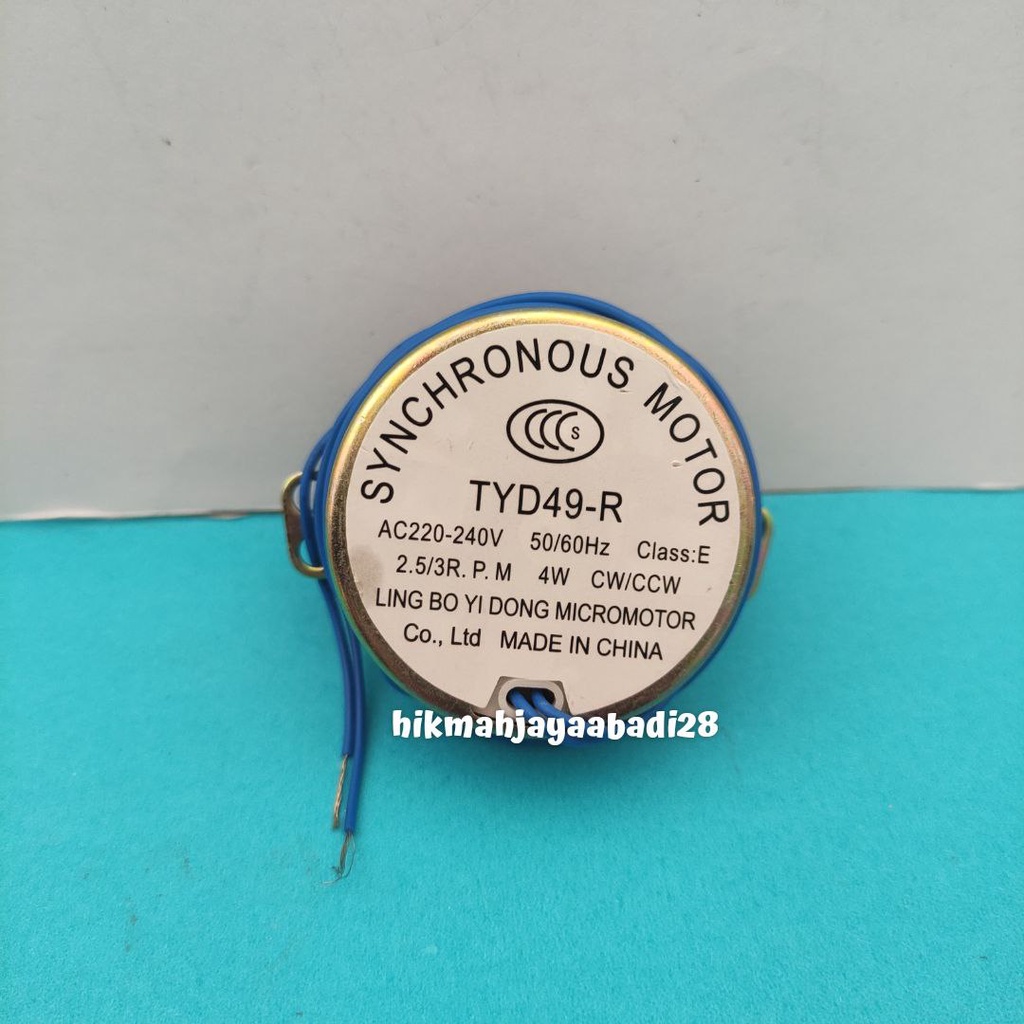 SYNCHRONOUS MOTOR
CCC S
TYD49-R
AC220-240V 50/60Hz Class:E
2.5/3R. P. M 4W CW/CCW
LING BO YI DONG MICROMOTOR
Co., Ltd MADE IN CHINA
hikmahjayaabadi28